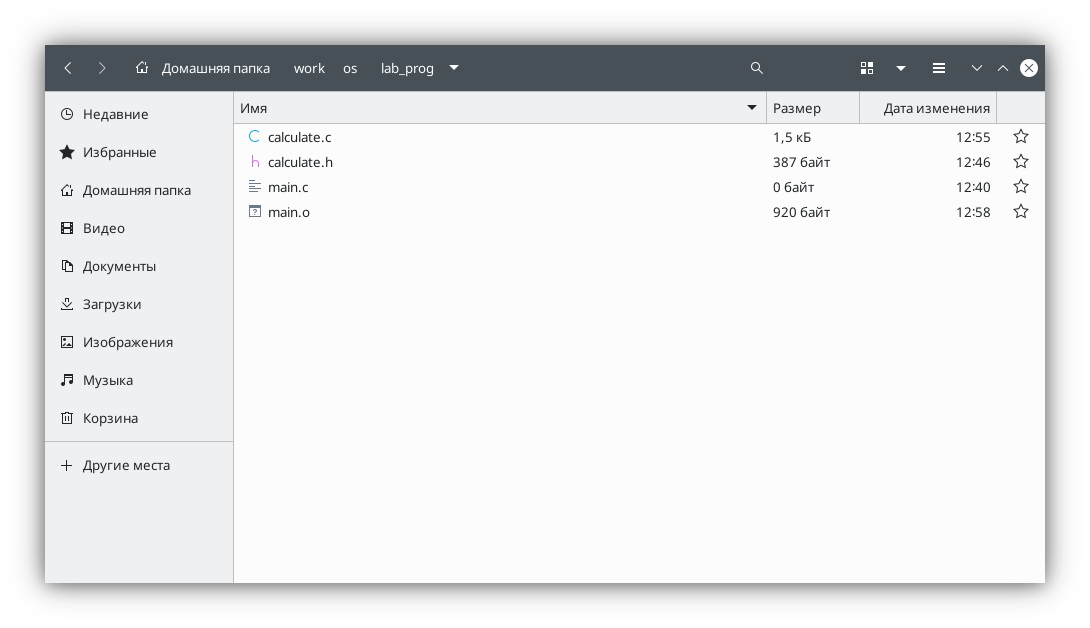 Домашняя папка work os lab_prog
Имя Размер Дата изменения
Недавние
Избранные
Домашняя папка
Видео
Документы
Загрузки
Изображения
Музыка
Корзина
Другие места
calculate.c 1,5 кБ 12:55
calculate.h 387 байт 12:46
main.c 0 байт 12:40
main.o 920 байт 12:58